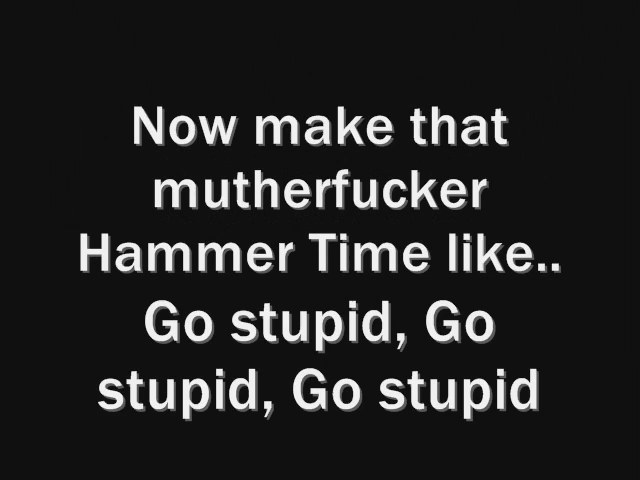 Now make that
mutherfucker
Hammer Time like..
Go stupid, Go
stupid, Go stupid